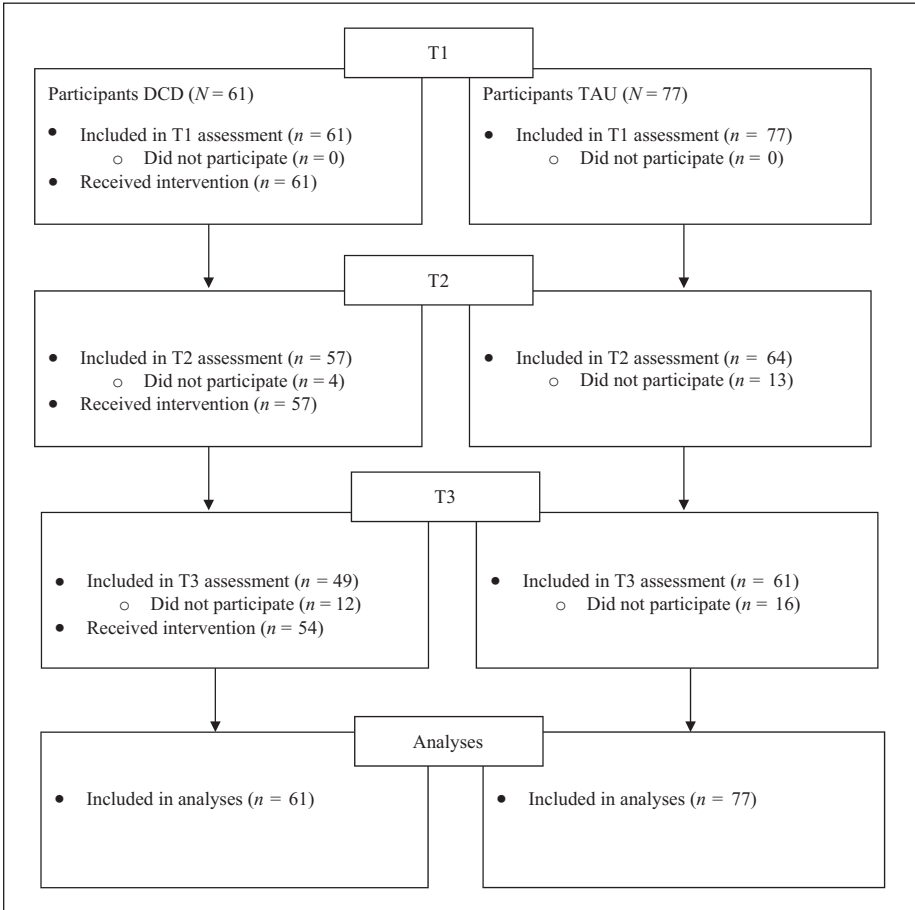 T1
Participants DCD (N = 61)
• Included in T1 assessment (n = 61)
o Did not participate (n = 0)
• Received intervention (n = 61)
Participants TAU (N = 77)
• Included in T1 assessment (n = 77)
o Did not participate (n = 0)
T2
• Included in T2 assessment (n = 57)
o Did not participate (n = 4)
• Received intervention (n = 57)
• Included in T2 assessment (n = 64)
o Did not participate (n = 13)
T3
• Included in T3 assessment (n = 49)
o Did not participate (n = 12)
• Received intervention (n = 54)
• Included in T3 assessment (n = 61)
o Did not participate (n = 16)
Analyses
• Included in analyses (n = 61)
• Included in analyses (n = 77)